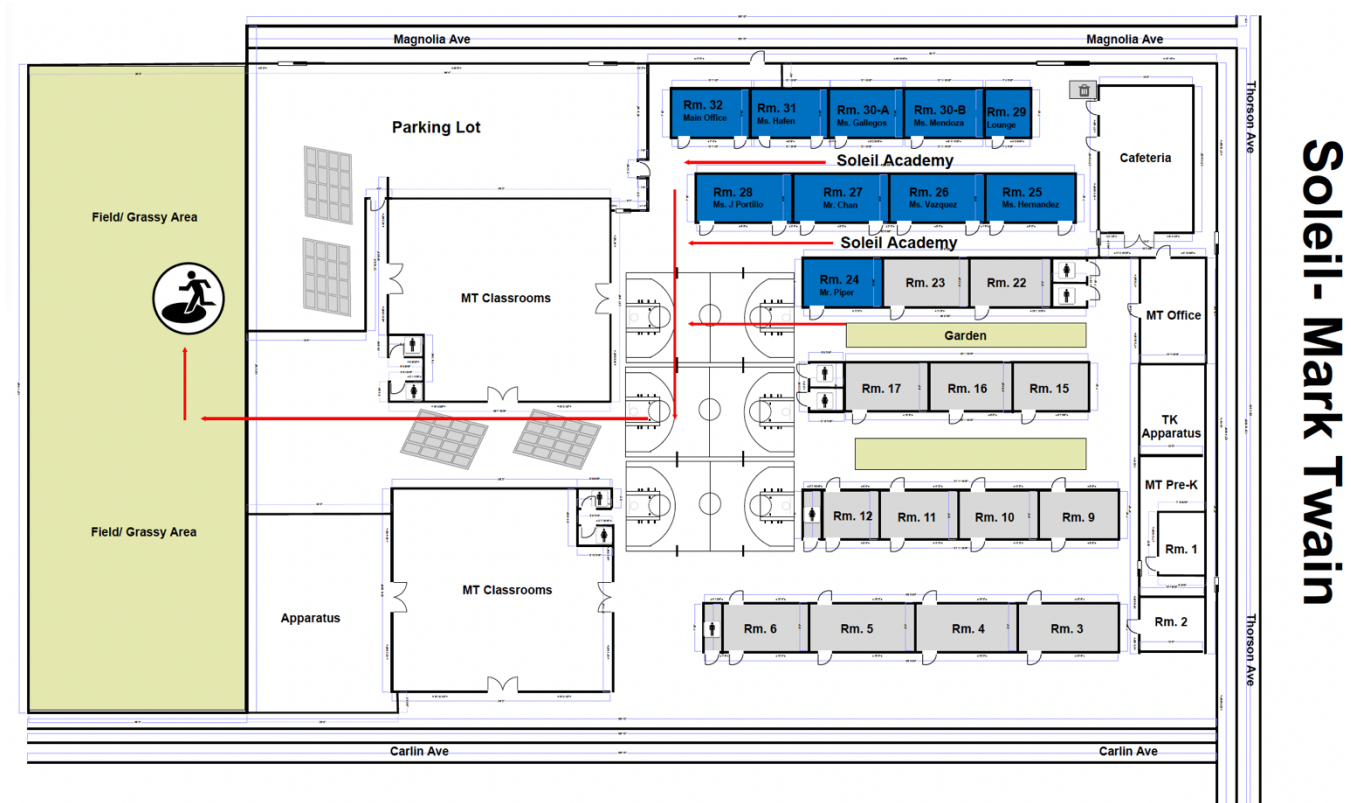 Magnolia Ave
Magnolia Ave
Thorson Ave
Soleil- Mark Twain
Parking Lot
Rm. 32
Main Office
Rm. 31
Ms. Hafen
Rm. 30-A
Ms. Gallegos
Rm. 30-B
Ms. Mendoza
Rm. 29
Lounge
Cafeteria
Soleil Academy
Rm. 28
Ms. J Portillo
Rm. 27
Mr. Chan
Rm. 26
Ms. Vazquez
Rm. 25
Ms. Hernandez
Field/ Grassy Area
Soleil Academy
MT Classrooms
Rm. 24
Mr. Piper
Rm. 23
Rm. 22
MT Office
Garden
Rm. 17
Rm. 16
Rm. 15
TK
Apparatus
MT Pre-K
Field/ Grassy Area
Rm. 12
Rm. 11
Rm. 10
Rm. 9
Rm. 1
MT Classrooms
Apparatus
Rm. 6
Rm. 5
Rm. 4
Rm. 3
Rm. 2
Thorson Ave
Carlin Ave
Carlin Ave